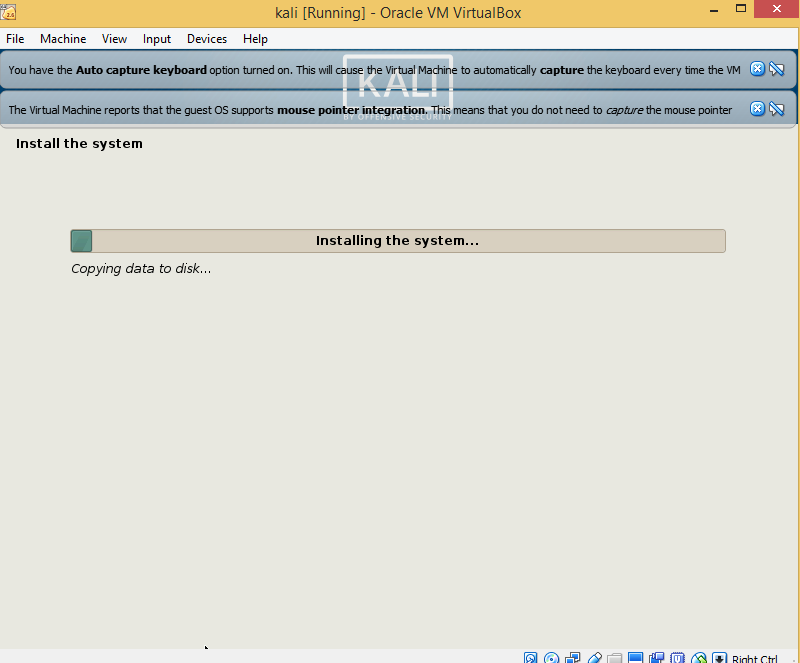 kali [Running] - Oracle VM VirtualBox
File Machine View Input Devices Help
You have the Auto capture keyboard option turned on. This will cause the Virtual Machine to automatically capture the keyboard every time the VM
KALI
The Virtual Machine reports that the guest OS supports mouse pointer integration. This means that you do not need to capture the mouse pointer
BY OFFENSIVE SECURITY
Install the system
Installing the system...
Copying data to disk...
Right Ctrl